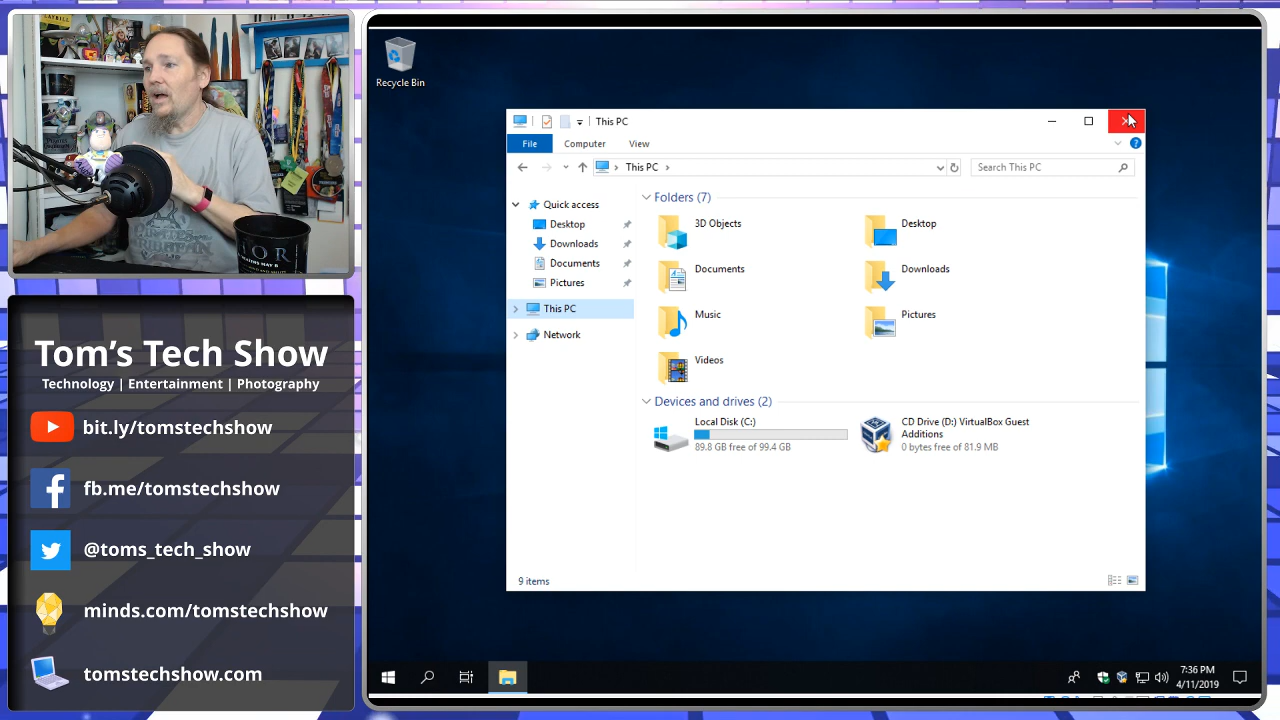 Tom's Tech Show
Technology | Entertainment | Photography
bit.ly/tomstechshow
fb.me/tomstechshow
@toms_tech_show
minds.com/tomstechshow
tomstechshow.com
Recycle Bin
This PC
File
Computer
View
This PC
Search This PC
Quick access
Desktop
Downloads
Documents
Pictures
This PC
Network
Folders (7)
3D Objects
Desktop
Documents
Downloads
Music
Pictures
Videos
Devices and drives (2)
Local Disk (C:)
89.8 GB free of 99.4 GB
CD Drive (D:) VirtualBox Guest
Additions
0 bytes free of 81.9 MB
9 items
7:36 PM
4/11/2019